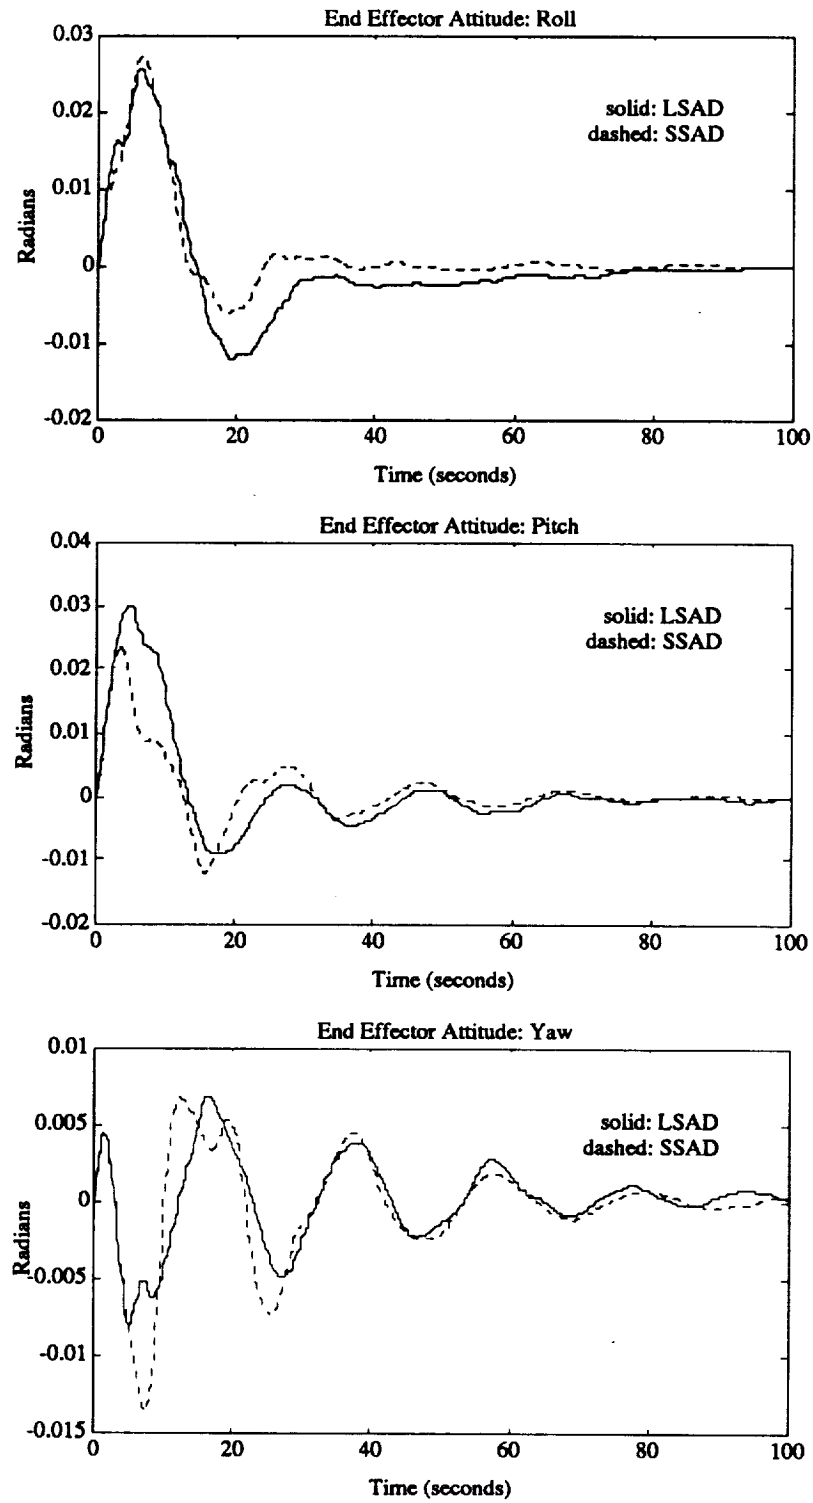 End Effector Attitude: Roll
0.03
0.02
0.01
0
-0.01
-0.02
Radians
solid: LSAD
dashed: SSAD
0 20 40 60 80 100
Time (seconds)
End Effector Attitude: Pitch
0.04
0.03
0.02
0.01
0
-0.01
-0.02
Radians
solid: LSAD
dashed: SSAD
0 20 40 60 80 100
Time (seconds)
End Effector Attitude: Yaw
0.01
0.005
0
-0.005
-0.01
-0.015
Radians
solid: LSAD
dashed: SSAD
0 20 40 60 80 100
Time (seconds)